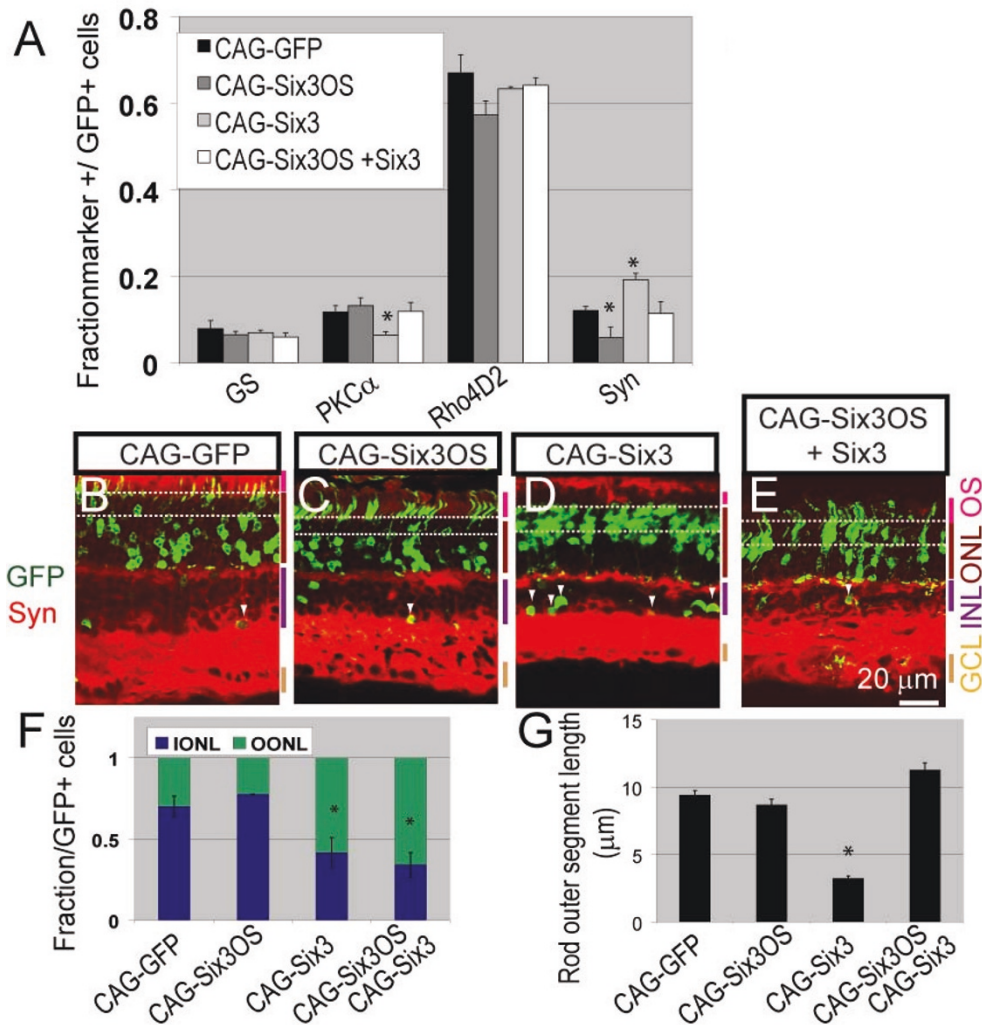 A
Fractionmarker +/ GFP+ cells
0.8
0.6
0.4
0.2
0
CAG-GFP
CAG-Six3OS
CAG-Six3
CAG-Six3OS +Six3
*
*
*
GS
PKCα
Rho4D2
Syn
CAG-GFP
CAG-Six3OS
CAG-Six3
CAG-Six3OS
+ Six3
B
C
D
E
GFP
Syn
20 μm
GCL INL ONL OS
F
Fraction/GFP+ cells
1
0.5
0
IONL
OONL
*
*
CAG-GFP
CAG-Six3OS
CAG-Six3
CAG-Six3OS
CAG-Six3
G
Rod outer segment length
(μm)
15
10
5
0
*
CAG-GFP
CAG-Six3OS
CAG-Six3
CAG-Six3OS
CAG-Six3